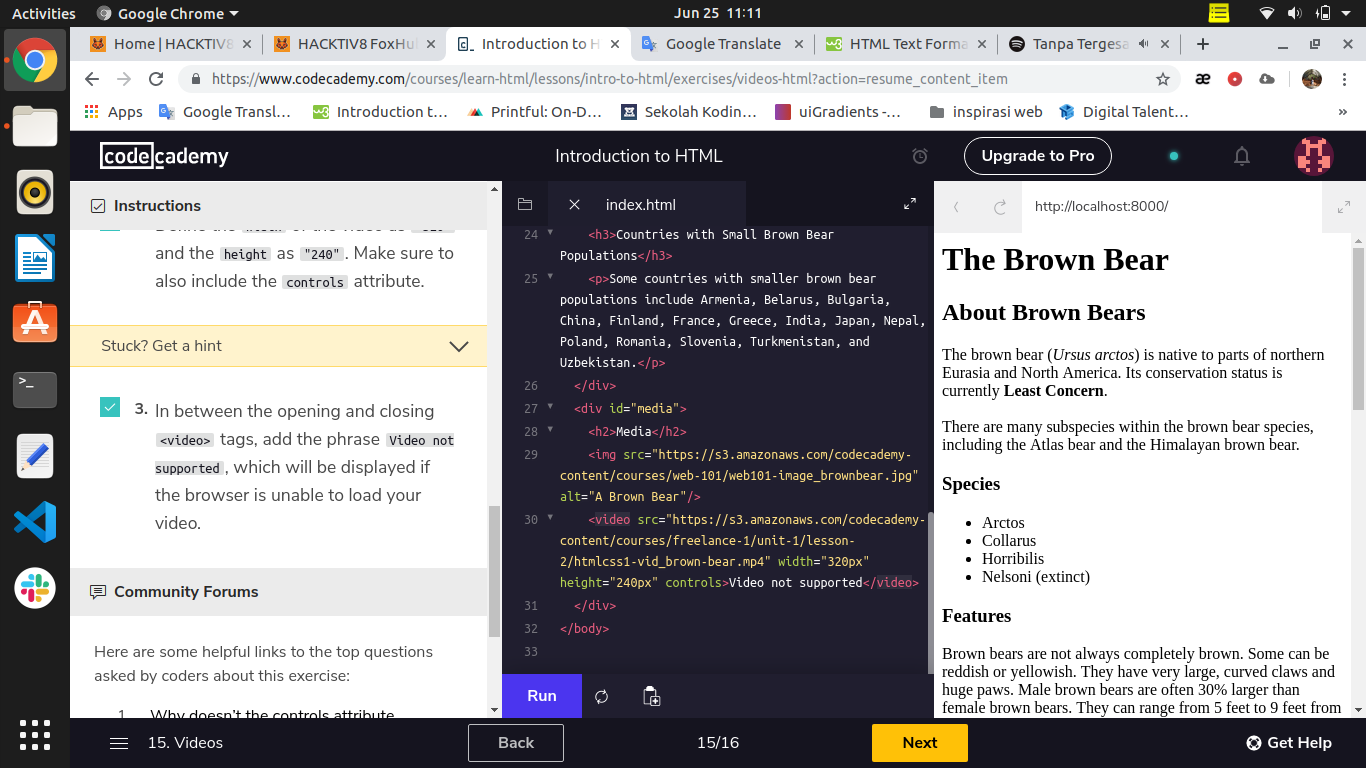 Activities
Google Chrome
Jun 25 11:11
Home | HACKTIV8
HACKTIV8 FoxHu
Introduction to H
Google Translate
HTML Text Forma
Tanpa Tergesa
https://www.codecademy.com/courses/learn-html/lessons/intro-to-html/exercises/videos-html?action=resume_content_item
Apps
Google Transl…
Introduction t…
Printful: On-D…
Sekolah Kodin…
uiGradients -…
inspirasi web
Digital Talent…
»
codecademy
Introduction to HTML
Upgrade to Pro
Instructions
and the height as "240". Make sure to
also include the controls attribute.
Stuck? Get a hint
3. In between the opening and closing
<video> tags, add the phrase Video not
supported, which will be displayed if
the browser is unable to load your
video.
Community Forums
Here are some helpful links to the top questions
asked by coders about this exercise:
1. Why doesn't the controls attribute
index.html
24 <h3>Countries with Small Brown Bear
Populations</h3>
25 <p>Some countries with smaller brown bear
populations include Armenia, Belarus, Bulgaria,
China, Finland, France, Greece, India, Japan, Nepal,
Poland, Romania, Slovenia, Turkmenistan, and
Uzbekistan.</p>
26 </div>
27 <div id="media">
28 <h2>Media</h2>
29 <img src="https://s3.amazonaws.com/codecademy-
content/courses/web-101/web101-image_brownbear.jpg"
alt="A Brown Bear"/>
30 <video src="https://s3.amazonaws.com/codecademy-
content/courses/freelance-1/unit-1/lesson-
2/htmlcss1-vid_brown-bear.mp4" width="320px"
height="240px" controls>Video not supported</video>
31 </div>
32 </body>
33
Run
http://localhost:8000/
The Brown Bear
About Brown Bears
The brown bear (Ursus arctos) is native to parts of northern
Eurasia and North America. Its conservation status is
currently Least Concern.
There are many subspecies within the brown bear species,
including the Atlas bear and the Himalayan brown bear.
Species
• Arctos
• Collarus
• Horribilis
• Nelsoni (extinct)
Features
Brown bears are not always completely brown. Some can be
reddish or yellowish. They have very large, curved claws and
huge paws. Male brown bears are often 30% larger than
female brown bears. They can range from 5 feet to 9 feet from
15. Videos
Back
15/16
Next
Get Help